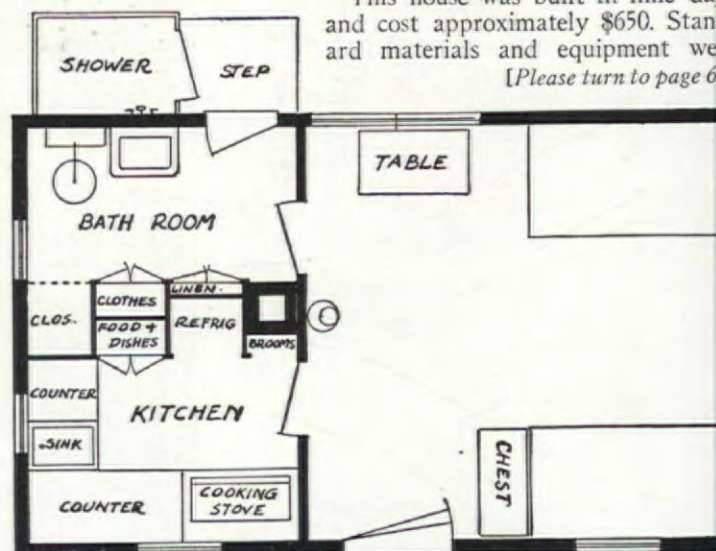 and cost approximately $650. Stan
ard materials and equipment we
[Please turn to page 6
SHOWER
STEP
TABLE
BATH ROOM
CLOTHES
LINEN.
CLOS.
FOOD +
DISHES
REFRIG
BROOMS
COUNTER
KITCHEN
SINK
CHEST
COUNTER
COOKING
STOVE